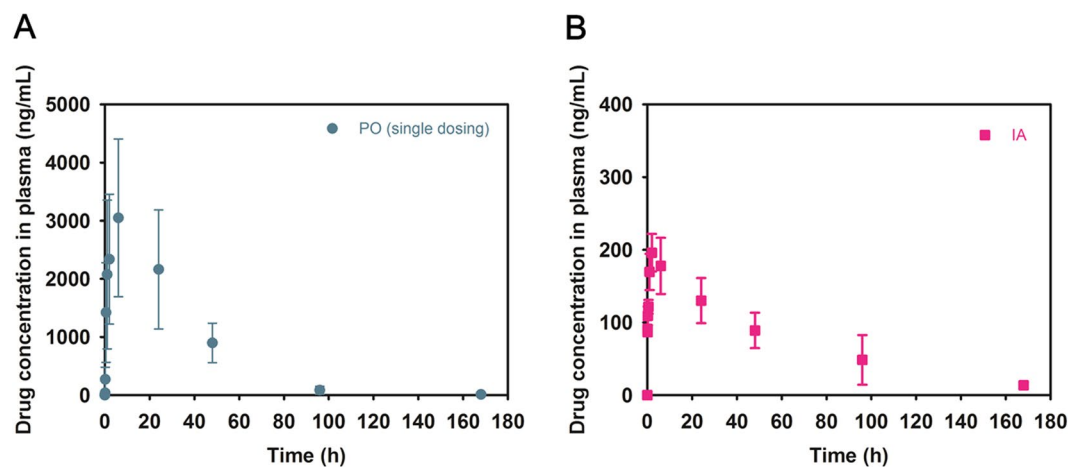 A
Drug concentration in plasma (ng/mL)
5000
4000
3000
2000
1000
0
PO (single dosing)
0 20 40 60 80 100 120 140 160 180
Time (h)
B
Drug concentration in plasma (ng/mL)
400
300
200
100
0
IA
0 20 40 60 80 100 120 140 160 180
Time (h)